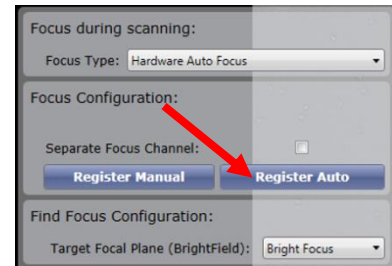 Focus during scanning:
Focus Type: Hardware Auto Focus
Focus Configuration:
Separate Focus Channel:
Register Manual Register Auto
Find Focus Configuration:
Target Focal Plane (BrightField): Bright Focus